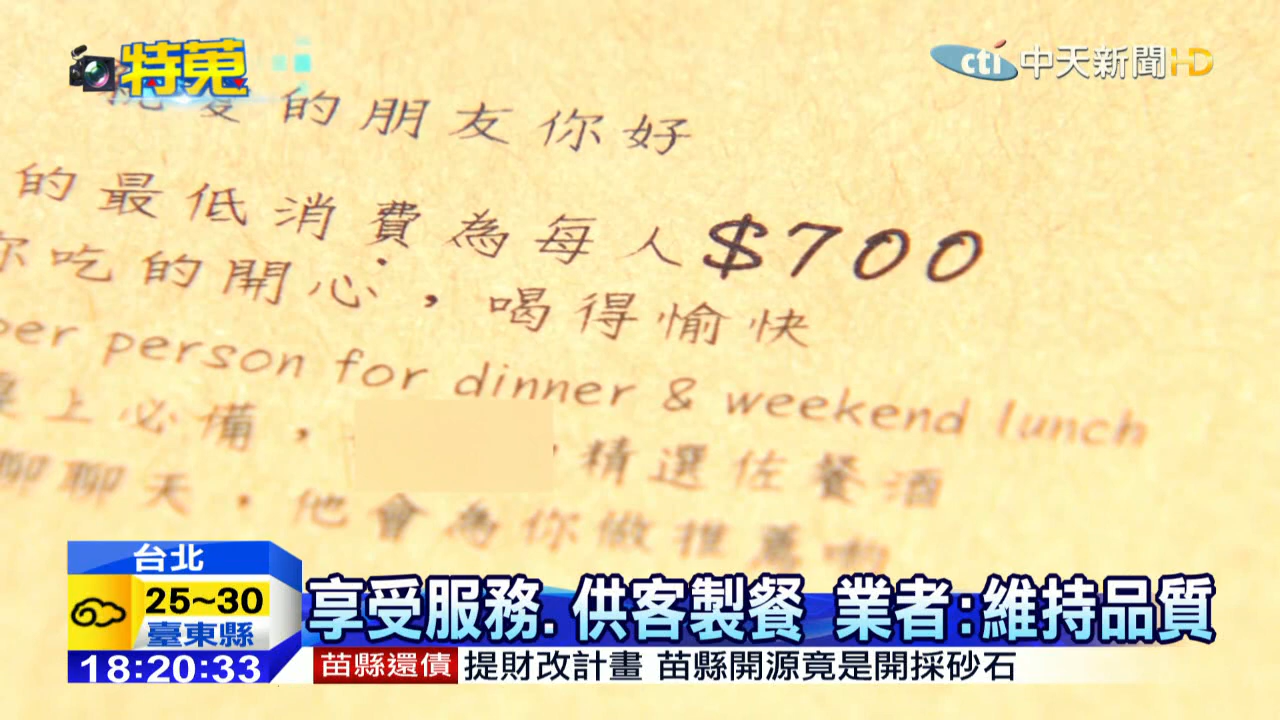 特蒐
cti 中天新聞HD
的朋友你好
的最低消費為每人$700
你吃的開心，喝得愉快
per person for dinner & weekend lunch
上必備， 精選佐餐酒
聊聊天，他會為你做推薦喲
台北
25~30
臺東縣
18:20:33
享受服務.供客製餐 業者:維持品質
苗縣還債 提財改計畫 苗縣開源竟是開採砂石